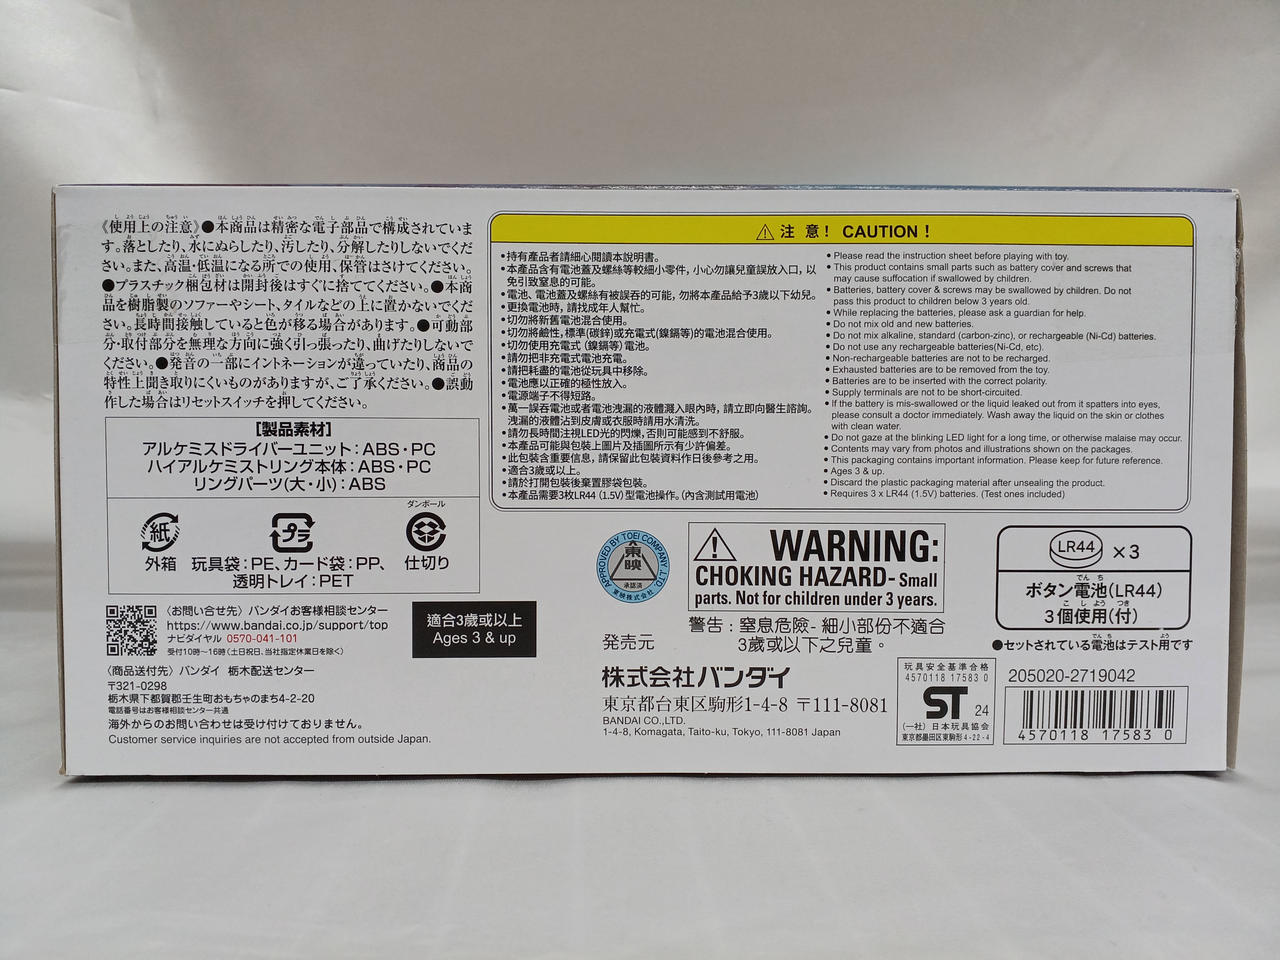 《使用上の注意》●本商品は精密な電子部品で構成されていま
す。落としたり、水にぬらしたり、汚したり、分解したりしないでくだ
さい。また、高温・低温になる所での使用、保管はさけてください。
●プラスチック梱包材は開封後はすぐに捨ててください。●本商
品を樹脂製のソファーやシート、タイルなどの上に置かないでくだ
さい。長時間接触していると色が移る場合があります。●可動部
分・取付部分を無理な方向に強く引っ張ったり、曲げたりしないで
ください。●発音の一部にイントネーションが違っていたり、商品の
特性上聞き取りにくいものがありますが、ご了承ください。●誤動
作した場合はリセットスイッチを押してください。
【製品素材】
アルケミスドライバーユニット：ABS・PC
ハイアルケミストリング本体：ABS・PC
リングパーツ(大・小)：ABS
紙
外箱
プラ
玩具袋：PE、カード袋：PP、
透明トレイ：PET
ダンボール
仕切り
〈お問い合せ先〉バンダイお客様相談センター
https://www.bandai.co.jp/support/top
ナビダイヤル 0570-041-101
受付10時～16時(土日祝日、当社指定休業日を除く)
適合3歲或以上
Ages 3 & up
〈商品送付先〉バンダイ 栃木配送センター
〒321-0298
栃木県下都賀郡壬生町おもちゃのまち4-2-20
電話番号はお客様相談センター共通
海外からのお問い合わせは受け付けておりません。
Customer service inquiries are not accepted from outside Japan.
注 意！ CAUTION！
•持有產品者請細心閱讀本說明書。
•本產品含有電池蓋及螺絲等較細小零件，小心勿讓兒童誤放入口，以
免引致窒息的可能。
•電池、電池蓋及螺絲有被誤吞的可能，勿將本產品給予3歲以下幼兒。
•更換電池時，請找成年人幫忙。
•切勿將新舊電池混合使用。
•切勿將鹼性，標準(碳鋅)或充電式(鎳鎘等)的電池混合使用。
•切勿使用充電式(鎳鎘等)電池。
•請勿把非充電式電池充電。
•請把耗盡的電池從玩具中移除。
•電池應以正確的極性放入。
•電源端子不得短路。
•萬一誤吞電池或者電池洩漏的液體濺入眼內時，請立即向醫生諮詢。
洩漏的液體沾到皮膚或衣服時請用水清洗。
•請勿長時間注視LED光的閃爍，否則可能感到不舒服。
•本產品可能與包裝上圖片及插圖所示有少許偏差。
•此包裝含重要信息，請保留此包裝資料作日後參考之用。
•適合3歲或以上。
•請於打開包裝後棄置膠袋包裝。
•本產品需要3枚LR44 (1.5V)型電池操作。(內含測試用電池)
• Please read the instruction sheet before playing with toy.
• This product contains small parts such as battery cover and screws that
may cause suffocation if swallowed by children.
• Batteries, battery cover & screws may be swallowed by children. Do not
pass this product to children below 3 years old.
• While replacing the batteries, please ask a guardian for help.
• Do not mix old and new batteries.
• Do not mix alkaline, standard (carbon-zinc), or rechargeable (Ni-Cd) batteries.
• Do not use any rechargeable batteries(Ni-Cd, etc).
• Non-rechargeable batteries are not to be recharged.
• Exhausted batteries are to be removed from the toy.
• Batteries are to be inserted with the correct polarity.
• Supply terminals are not to be short-circuited.
• If the battery is mis-swallowed or the liquid leaked out from it spatters into eyes,
please consult a doctor immediately. Wash away the liquid on the skin or clothes
with clean water.
• Do not gaze at the blinking LED light for a long time, or otherwise malaise may occur.
• Contents may vary from photos and illustrations shown on the packages.
• This packaging contains important information. Please keep for future reference.
• Ages 3 & up.
• Discard the plastic packaging material after unsealing the product.
• Requires 3 x LR44 (1.5V) batteries. (Test ones included)
APPROVED BY TOEI COMPANY, LTD.
東映
承認済
東映株式会社
WARNING:
CHOKING HAZARD- Small
parts. Not for children under 3 years.
警告：窒息危險- 細小部份不適合
3歲或以下之兒童。
LR44 ×3
ボタン電池(LR44)
3個使用(付)
●セットされている電池はテスト用です
発売元
株式会社バンダイ
東京都台東区駒形1-4-8 〒111-8081
BANDAI CO.,LTD.
1-4-8, Komagata, Taito-ku, Tokyo, 111-8081 Japan
玩具安全基準合格
4570118 17583 0
ST 24
(一社) 日本玩具協会
東京都墨田区東駒形4-22-4
205020-2719042
4570118 175830